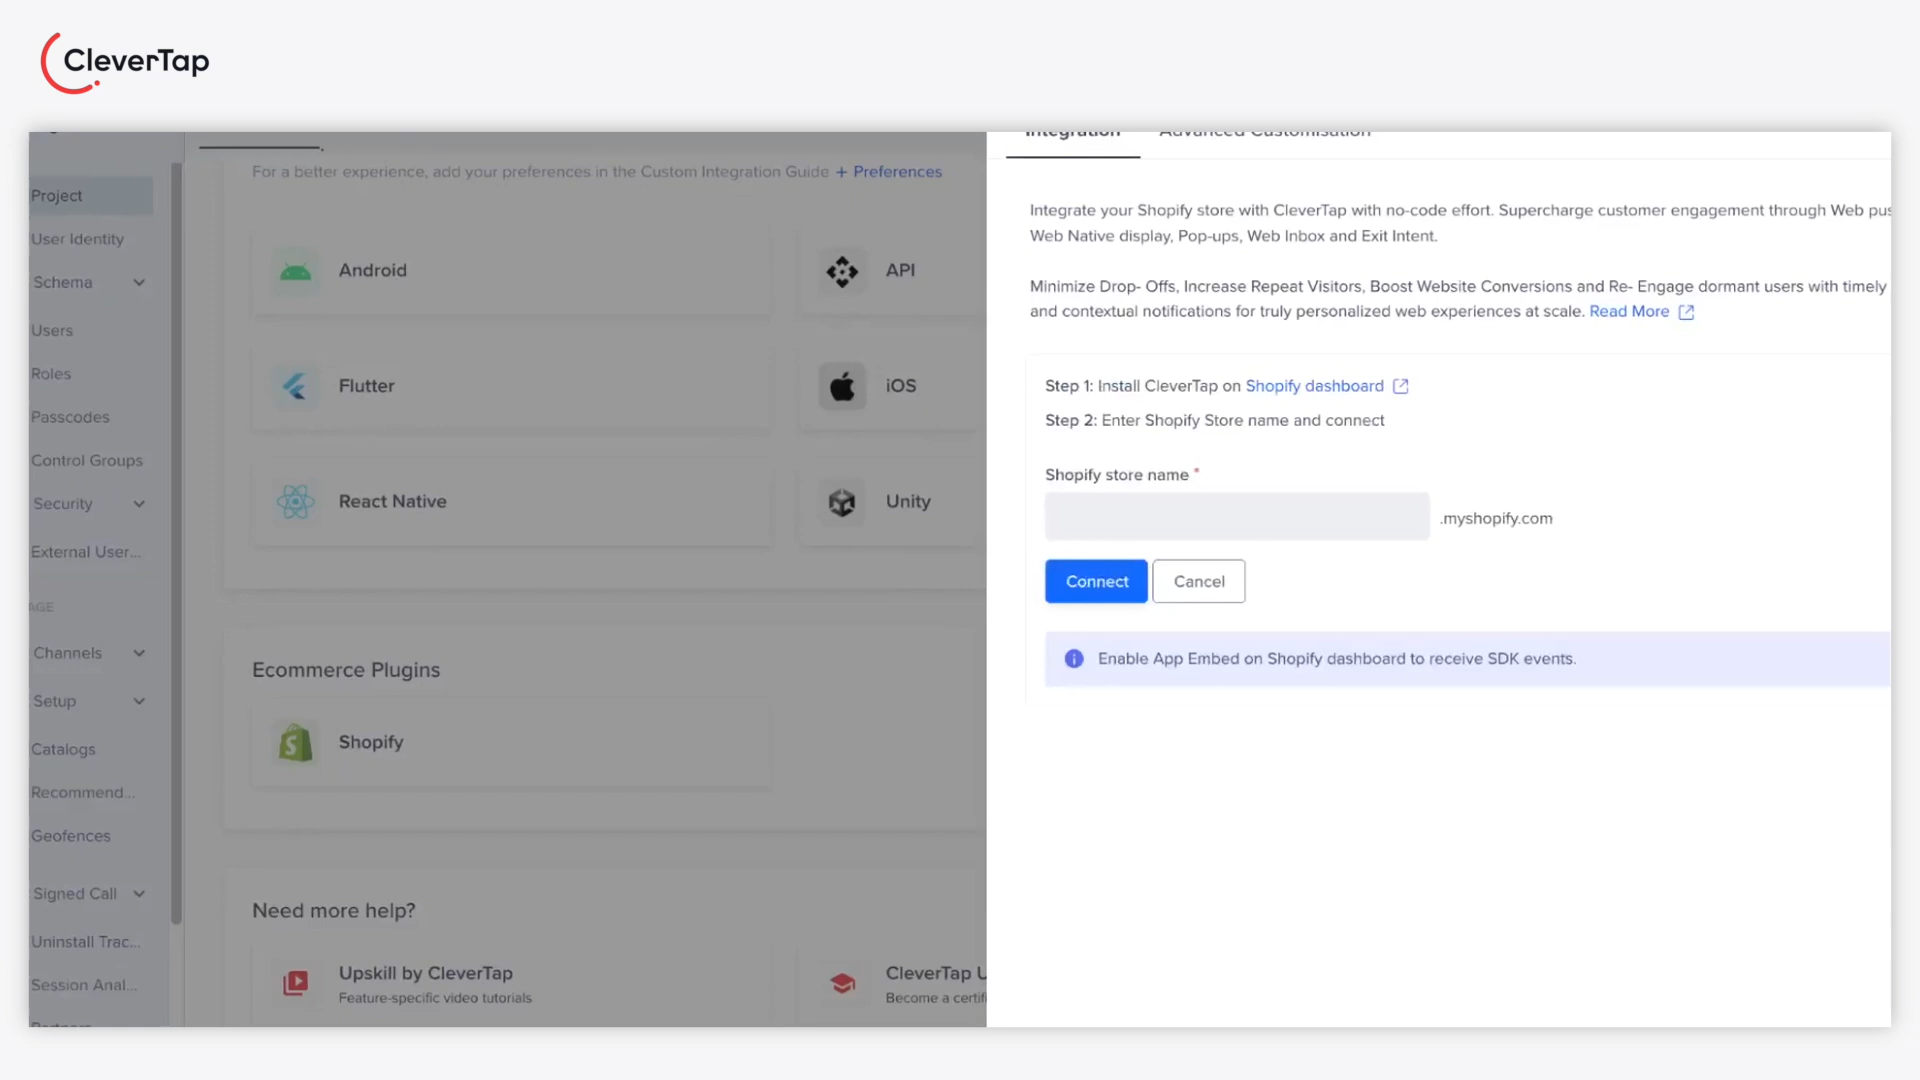 CleverTap
Project
User Identity
Schema
Users
Roles
Passcodes
Control Groups
Security
External User...
Channels
Setup
Catalogs
Recommend...
Geofences
Signed Call
Uninstall Trac...
Session Anal...
For a better experience, add your preferences in the Custom Integration Guide + Preferences
Android
API
Flutter
iOS
React Native
Unity
Ecommerce Plugins
Shopify
Need more help?
Upskill by CleverTap
Feature-specific video tutorials
CleverTap U
Become a certifi
Integration
Advanced Customisation
Integrate your Shopify store with CleverTap with no-code effort. Supercharge customer engagement through Web pus
Web Native display, Pop-ups, Web Inbox and Exit Intent.
Minimize Drop- Offs, Increase Repeat Visitors, Boost Website Conversions and Re- Engage dormant users with timely
and contextual notifications for truly personalized web experiences at scale. Read More
Step 1: Install CleverTap on Shopify dashboard
Step 2: Enter Shopify Store name and connect
Shopify store name *
.myshopify.com
Connect
Cancel
Enable App Embed on Shopify dashboard to receive SDK events.